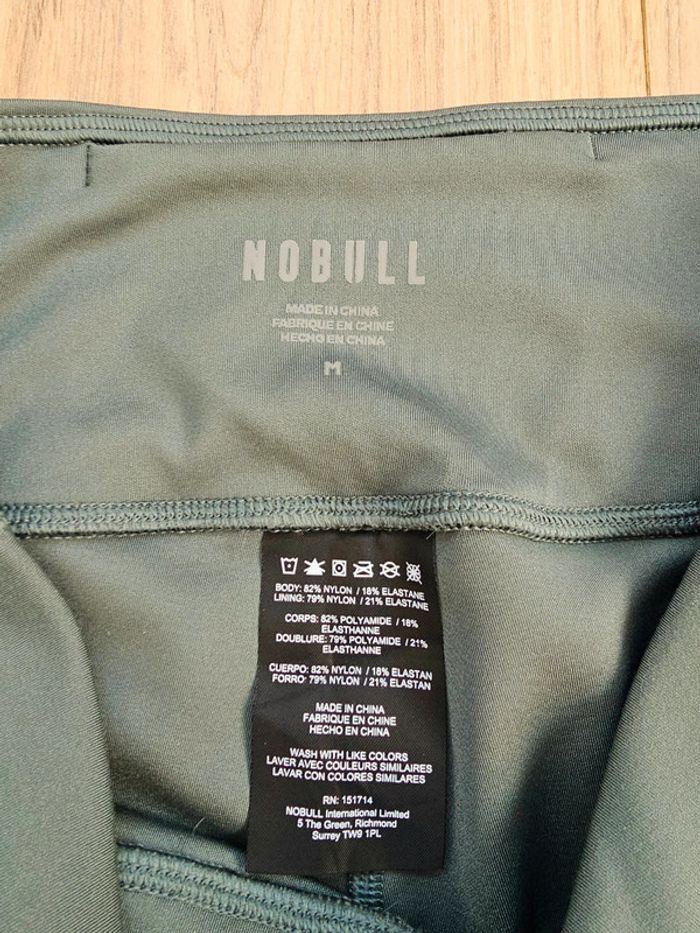 NOBULL
MADE IN CHINA
FABRIQUE EN CHINE
HECHO EN CHINA
M
BODY: 82% NYLON / 18% ELASTANE
LINING: 79% NYLON / 21% ELASTANE
CORPS: 82% POLYAMIDE / 18%
ELASTHANNE
DOUBLURE: 79% POLYAMIDE / 21%
ELASTHANNE
CUERPO: 82% NYLON / 18% ELASTAN
FORRO: 79% NYLON / 21% ELASTAN
MADE IN CHINA
FABRIQUE EN CHINE
HECHO EN CHINA
WASH WITH LIKE COLORS
LAVER AVEC COULEURS SIMILAIRES
LAVAR CON COLORES SIMILARES
RN: 151714
NOBULL International Limited
5 The Green, Richmond
Surrey TW9 1PL